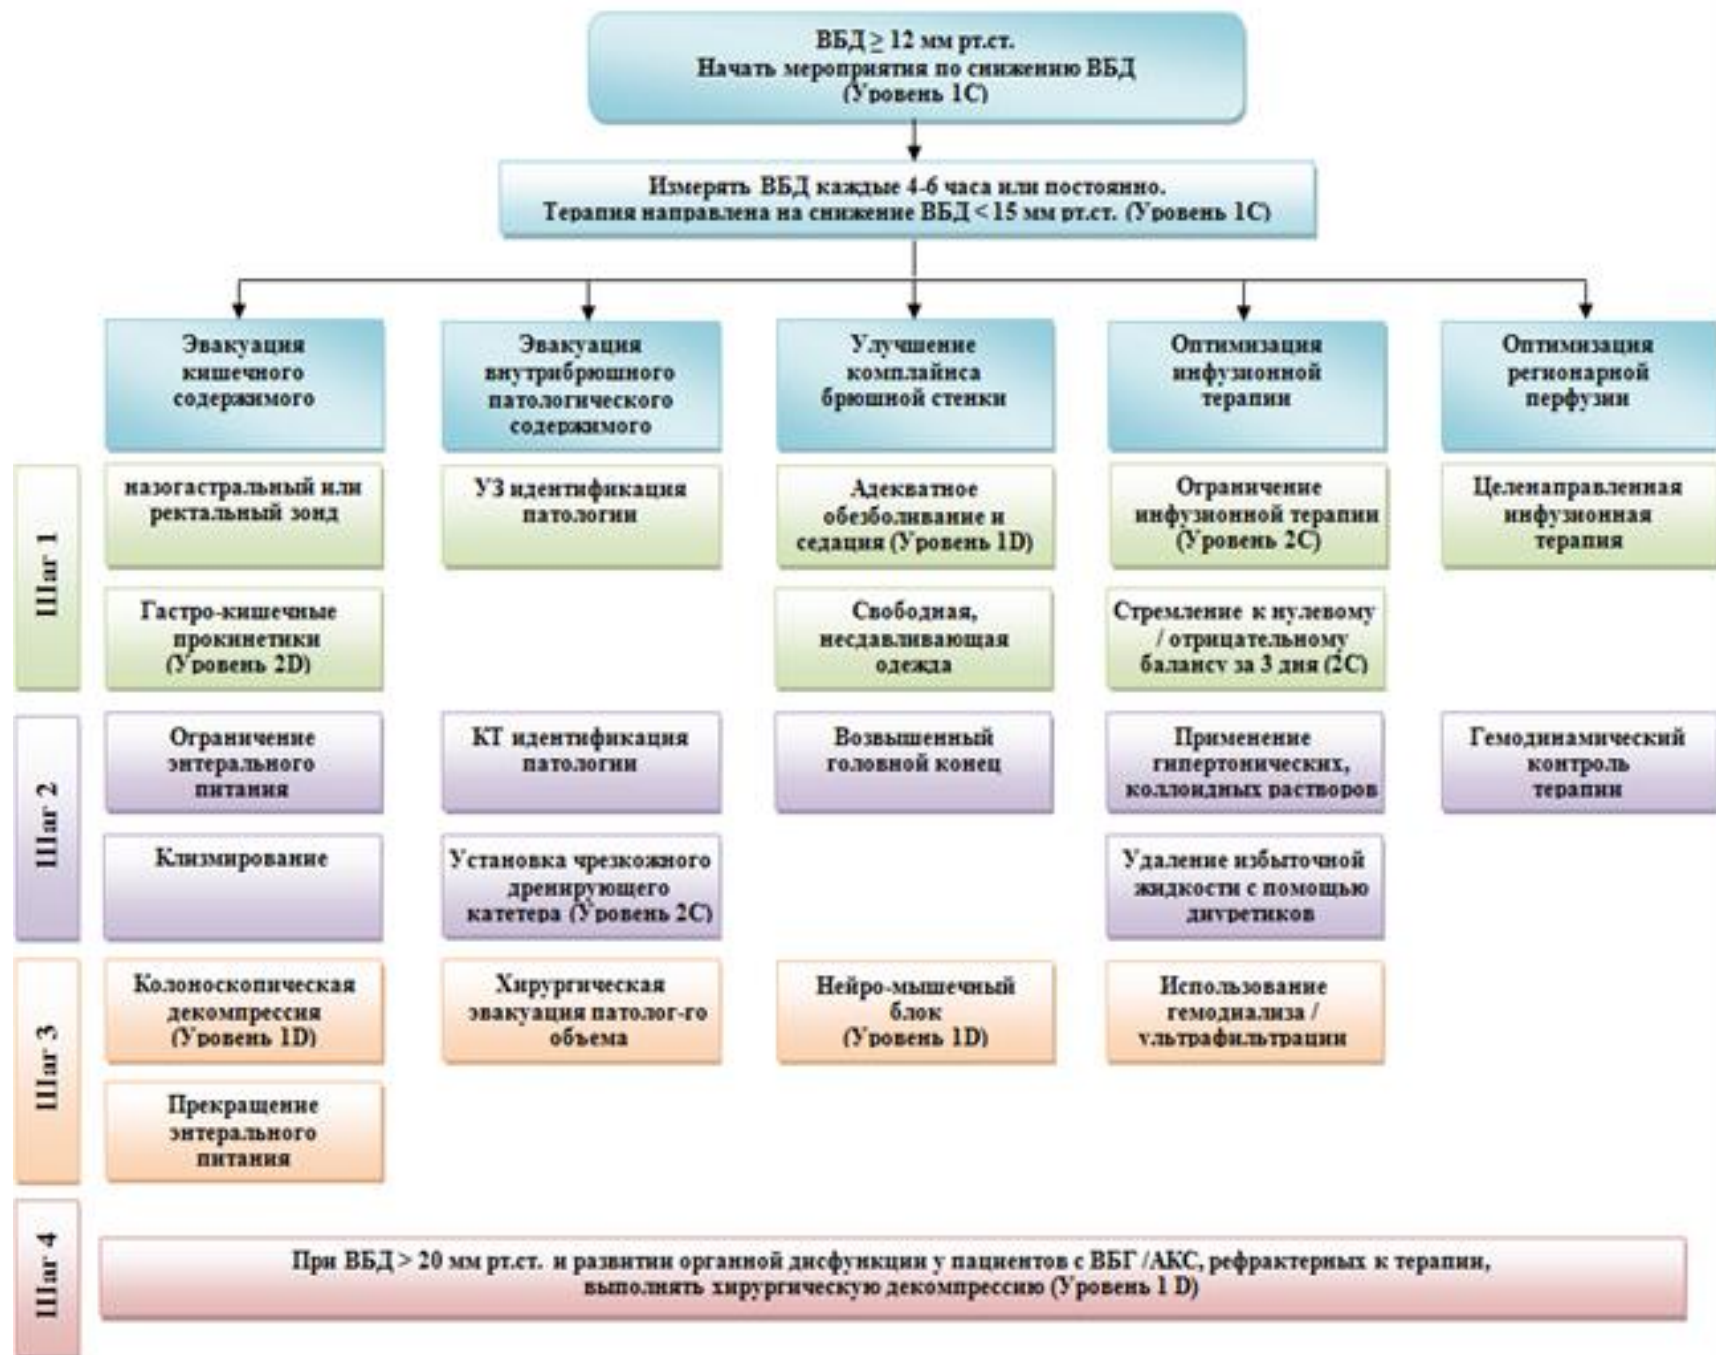 ВБД ≥ 12 мм рт.ст.
Начать мероприятия по снижению ВБД
(Уровень 1С)
Измерять ВБД каждые 4-6 часа или постоянно.
Терапия направлена на снижение ВБД < 15 мм рт.ст. (Уровень 1С)
Эвакуация
кишечного
содержимого
Эвакуация
внутрибрюшного
патологического
содержимого
Улучшение
комплайнса
брюшной стенки
Оптимизация
инфузионной
терапии
Оптимизация
регионарной
перфузии
Шаг 1
назогастральный или
ректальный зонд
УЗ идентификация
патологии
Адекватное
обезболивание и
седация (Уровень 1D)
Ограничение
инфузионной терапии
(Уровень 2С)
Целенаправленная
инфузионная
терапия
Гастро-кишечные
прокинетики
(Уровень 2D)
Свободная,
несдавливающая
одежда
Стремление к нулевому
/ отрицательному
балансу за 3 дня (2С)
Шаг 2
Ограничение
энтерального
питания
КТ идентификация
патологии
Возвышенный
головной конец
Применение
гипертонических,
коллоидных растворов
Гемодинамический
контроль
терапии
Клизмирование
Установка чрезкожного
дренирующего
катетера (Уровень 2С)
Удаление избыточной
жидкости с помощью
диуретиков
Шаг 3
Колоноскопическая
декомпрессия
(Уровень 1D)
Хирургическая
эвакуация патолог-го
объема
Нейро-мышечный
блок
(Уровень 1D)
Использование
гемодиализа /
ультрафильтрации
Прекращение
энтерального
питания
Шаг 4
При ВБД > 20 мм рт.ст. и развитии органной дисфункции у пациентов с ВБГ /АКС, рефрактерных к терапии,
выполнять хирургическую декомпрессию (Уровень 1 D)